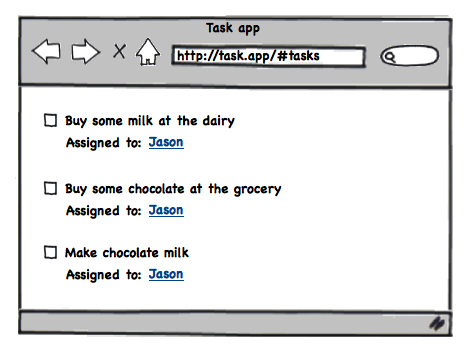 Task app
http://task.app/#tasks
Buy some milk at the dairy
Assigned to: Jason
Buy some chocolate at the grocery
Assigned to: Jason
Make chocolate milk
Assigned to: Jason